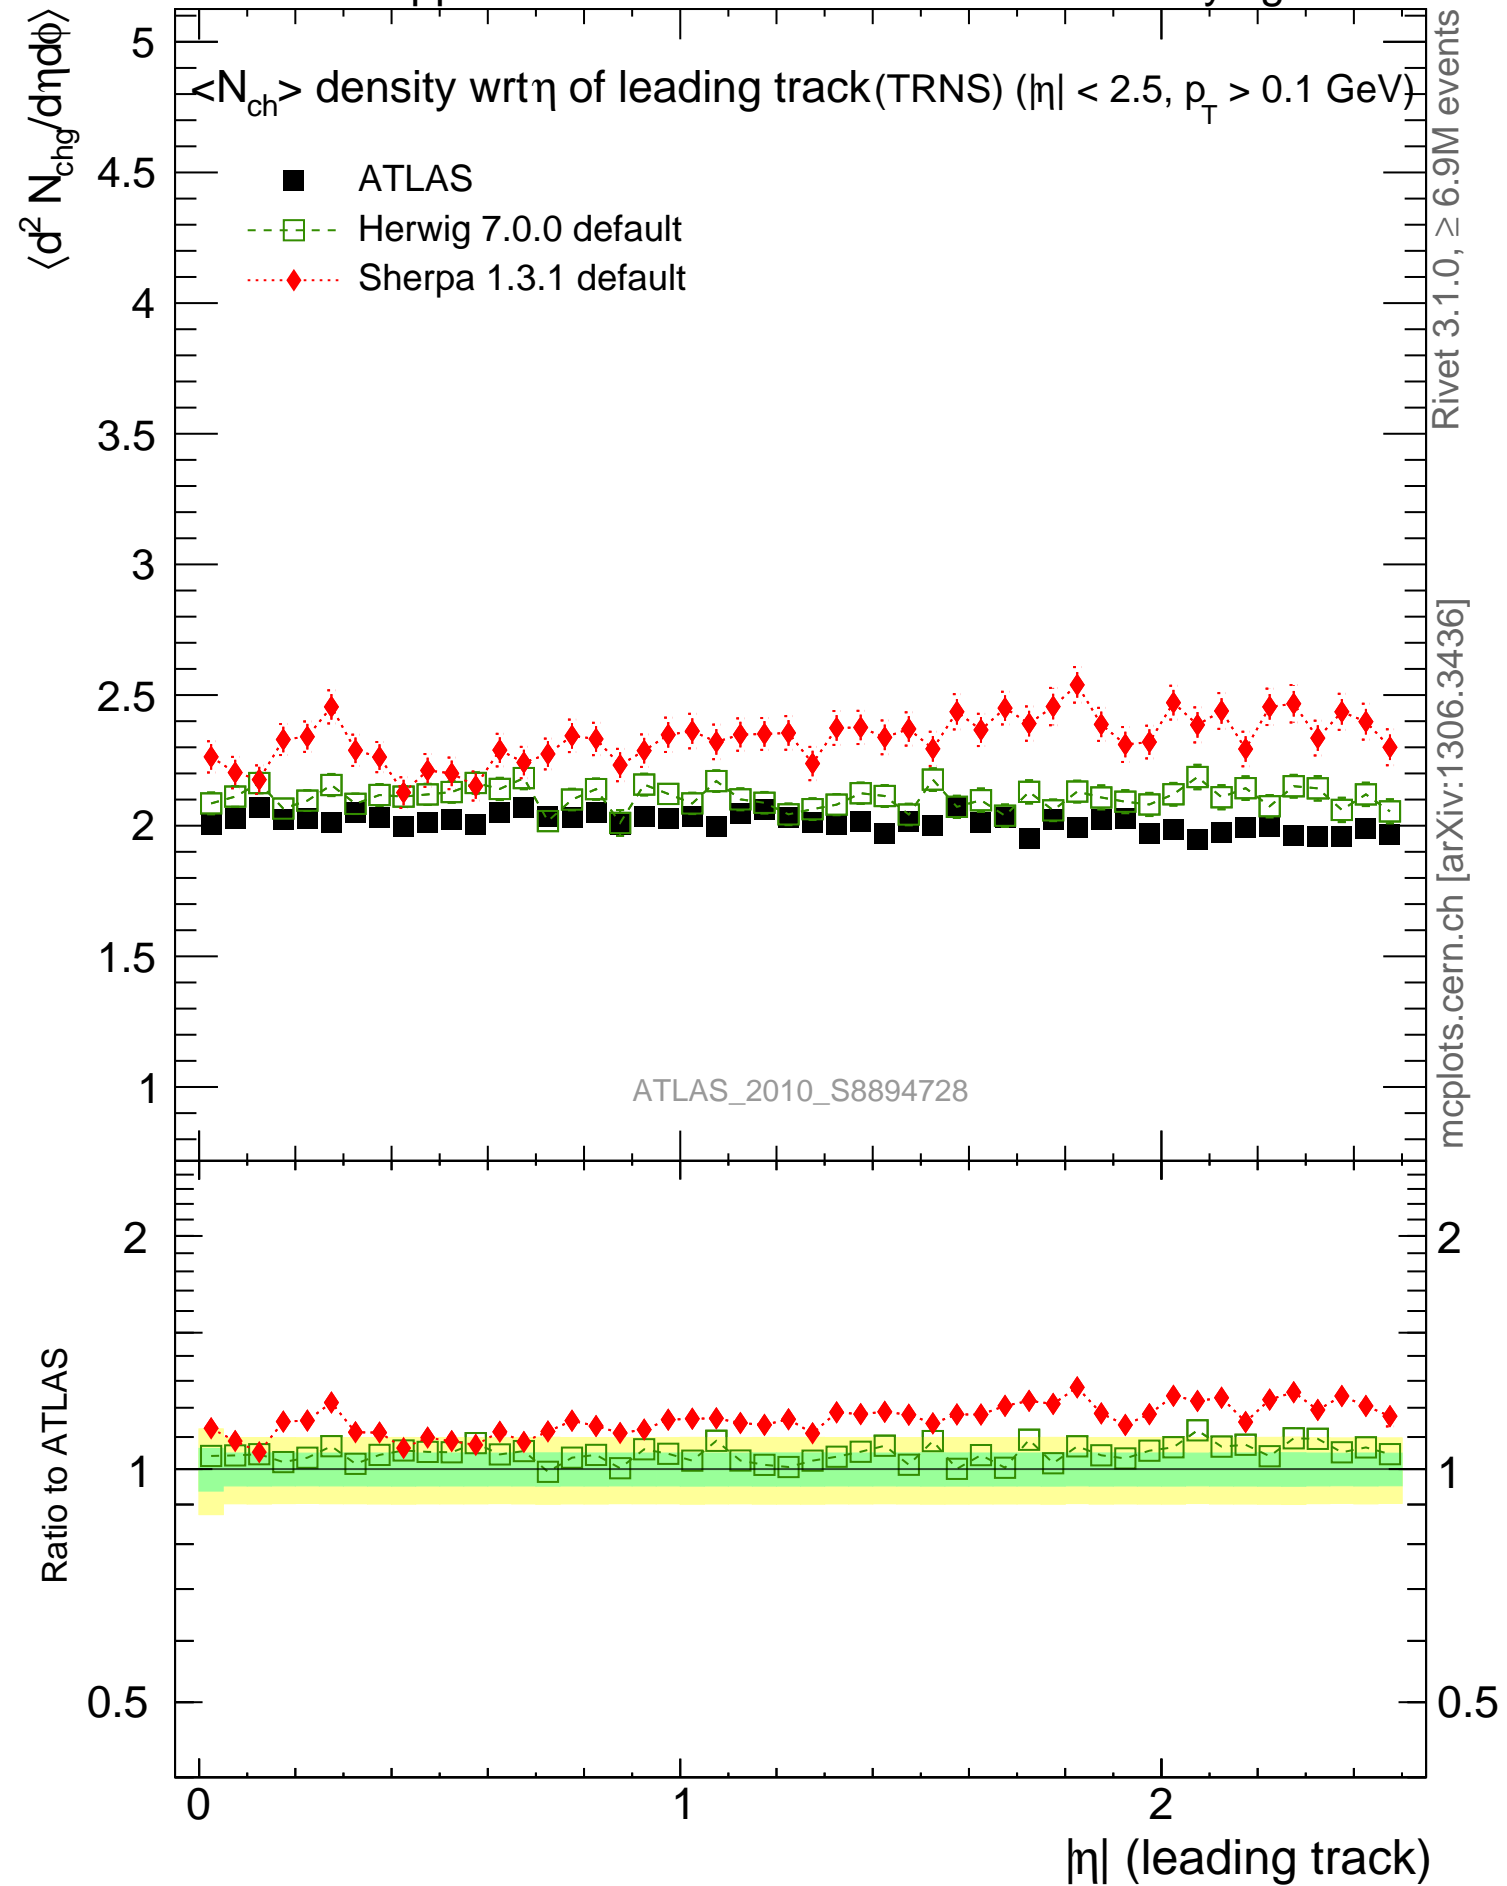 <N_ch> density wrt η of leading track (TRNS) (|η| < 2.5, p_T > 0.1 GeV)
⟨d² N_chg/dηdϕ⟩
ATLAS
Herwig 7.0.0 default
Sherpa 1.3.1 default
5
4.5
4
3.5
3
2.5
2
1.5
1
ATLAS_2010_S8894728
Rivet 3.1.0, ≥ 6.9M events
mcplots.cern.ch [arXiv:1306.3436]
Ratio to ATLAS
2
1
0.5
2
1
0.5
0
1
2
|η| (leading track)